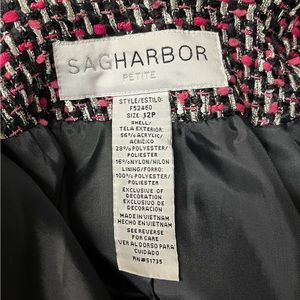 SAGHARBOR
PETITE
STYLE/ESTILO:
F52460
SIZE: 12P
SHELL/
TELA EXTERIOR:
56% ACRYLIC/
ACRILICO
28% POLYESTER/
POLIESTER
16% NYLON/NILON
LINING/FORRO:
100% POLYESTER/
POLIESTER
EXCLUSIVE OF
DECORATION
EXCLUSIVO DE
DECORACION
MADE IN VIETNAM
HECHO EN VIETNAM
SEE REVERSE
FOR CARE
VER AL DORSO PARA
CUIDADO
RN#51735